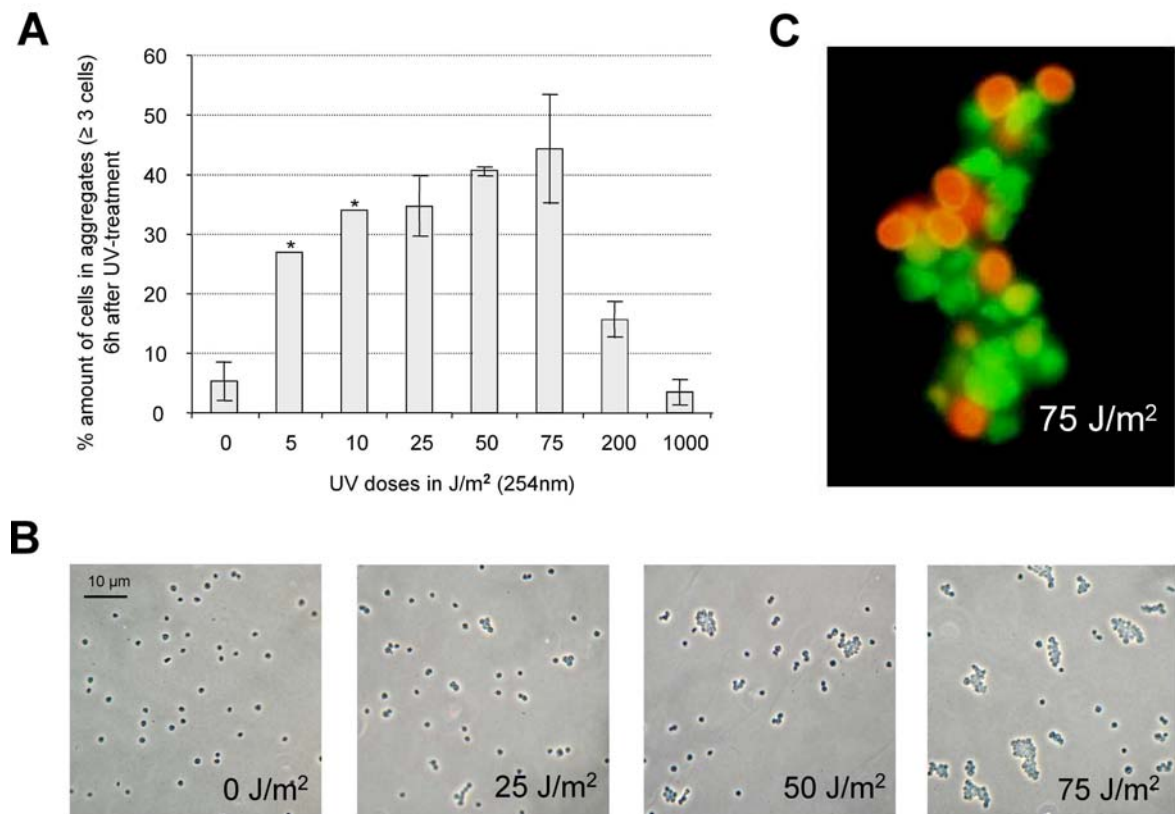 A
% amount of cells in aggregates (≥ 3 cells)
6h after UV-treatment
60
50
40
30
20
10
0
*
*
0 5 10 25 50 75 200 1000
UV doses in J/m² (254nm)
C
75 J/m²
B
10 µm
0 J/m²
25 J/m²
50 J/m²
75 J/m²